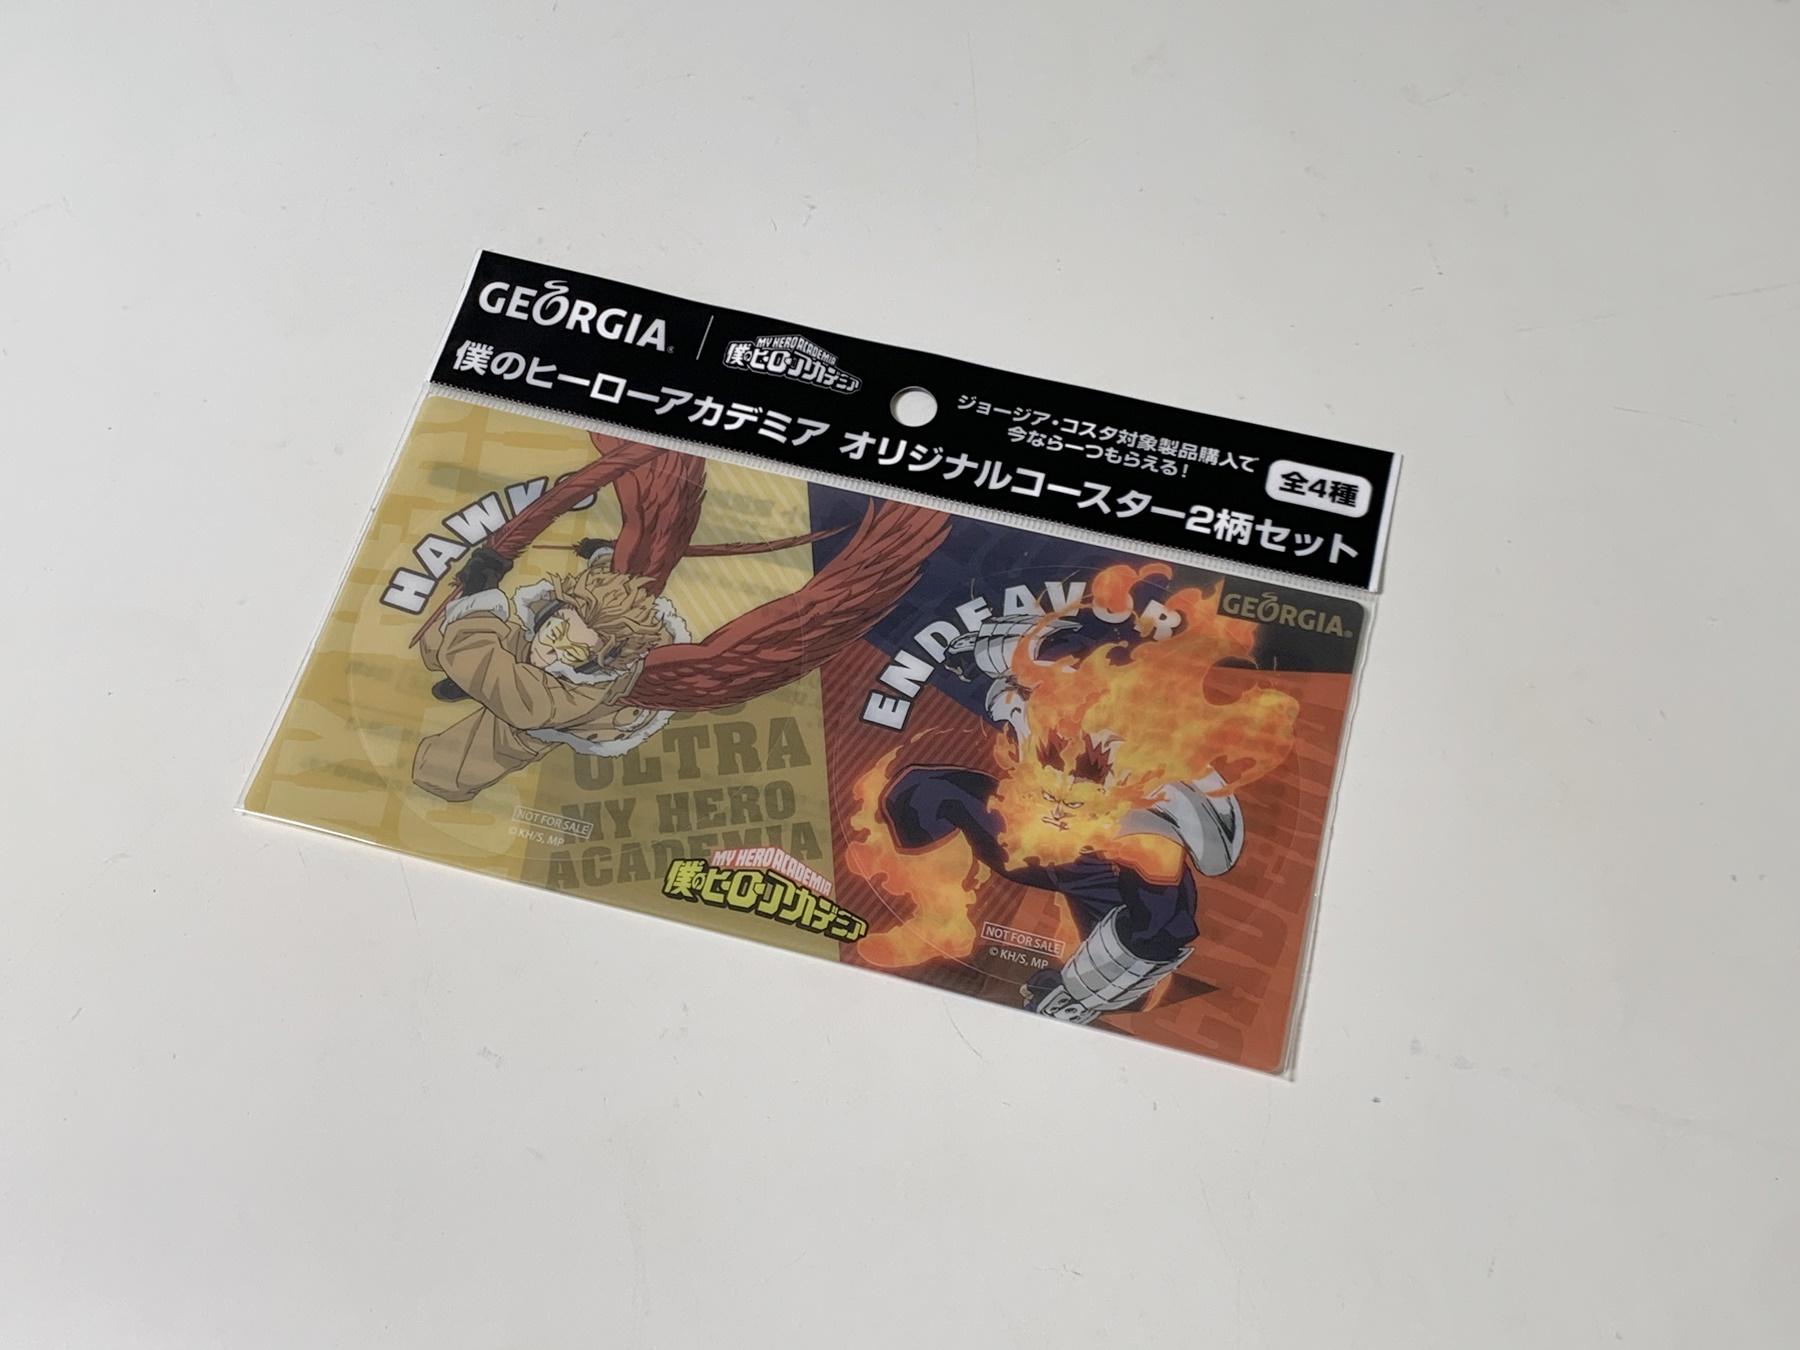 GEORGIA
MY HERO ACADEMIA
僕のヒーローアカデミア
僕のヒーローアカデミア オリジナルコースター2柄セット
ジョージア・コスタ対象製品購入で
今なら一つもらえる!
全4種
HAWKS
ENDEAVOR
GEORGIA
ULTRA
MY HERO
ACADEMIA
NOT FOR SALE
© KH/S, MP
MY HERO ACADEMIA
僕のヒーローアカデミア
NOT FOR SALE
© KH/S, MP